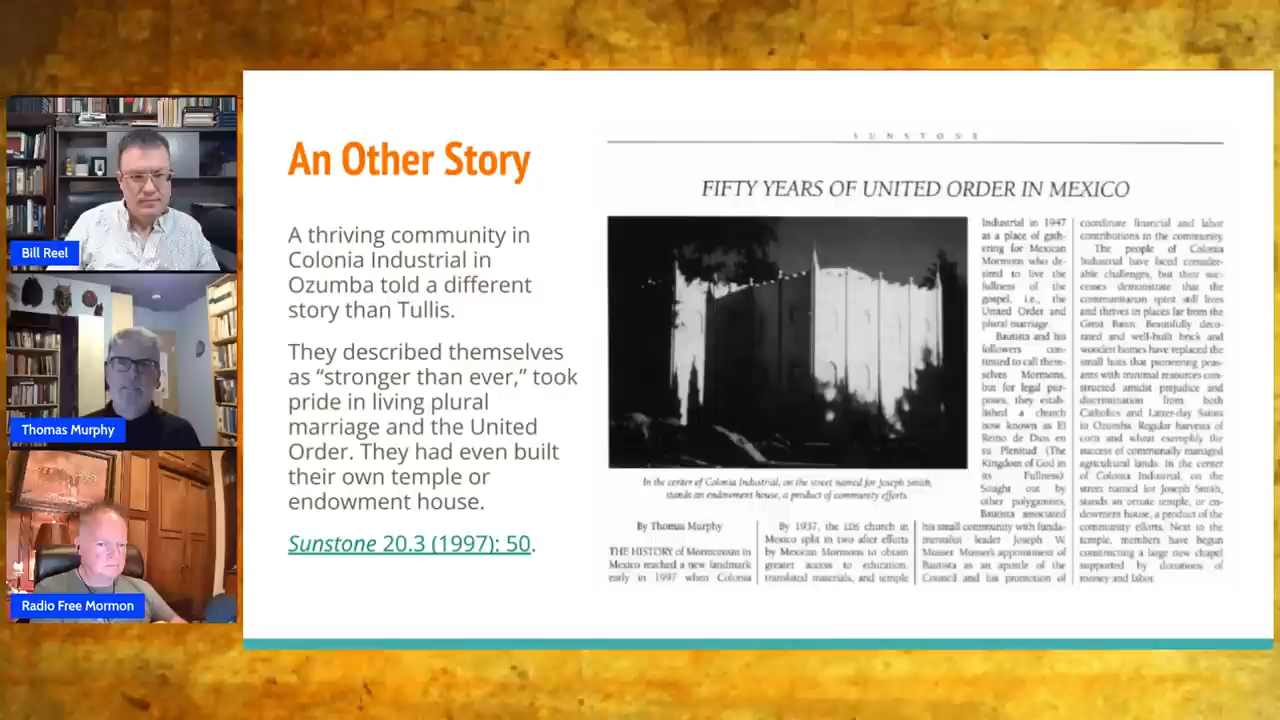 Bill Reel
Thomas Murphy
Radio Free Mormon
An Other Story
A thriving community in
Colonia Industrial in
Ozumba told a different
story than Tullis.
They described themselves
as “stronger than ever,” took
pride in living plural
marriage and the United
Order. They had even built
their own temple or
endowment house.
Sunstone 20.3 (1997): 50.
SUNSTONE
FIFTY YEARS OF UNITED ORDER IN MEXICO
In the center of Colonia Industrial, on the street named for Joseph Smith,
stands an endowment house, a product of community efforts.
By Thomas Murphy
THE HISTORY of Mormonism in
Mexico reached a new landmark
early in 1997 when Colonia
By 1937, the LDS church in
Mexico split in two after efforts
by Mexican Mormons to obtain
greater access to education,
translated materials, and temple
Industrial in 1947
as a place of gath-
ering for Mexican
Mormons who de-
sired to live the
fullness of the
gospel, i.e., the
United Order and
plural marriage.
Bautista and his
followers con-
tinued to call them-
selves Mormons,
but for legal pur-
poses, they estab-
lished a church
now known as El
Reino de Dios en
su Plenitud (The
Kingdom of God in
its Fullness).
Sought out by
other polygamists,
Bautista associated
his small community with funda-
mentalist leader Joseph W.
Musser. Musser's appointment of
Bautista as an apostle of the
Council and his promotion of
coordinate financial and labor
contributions to the community.
The people of Colonia
Industrial have faced consider-
able challenges, but their suc-
cesses demonstrate that the
communitarian spirit still lives
and thrives in places far from the
Great Basin. Beautifully deco-
rated and well-built brick and
wooden homes have replaced the
small huts that pioneering peas-
ants with minimal resources con-
structed amidst prejudice and
discrimination from both
Catholics and Latter-day Saints
in Ozumba. Regular harvests of
corn and wheat exemplify the
success of communally managed
agricultural lands. In the center
of Colonia Industrial, on the
street named for Joseph Smith,
stands an ornate temple, or en-
dowment house, a product of the
community efforts. Next to the
temple, members have begun
constructing a large new chapel
supported by donations of
money and labor.